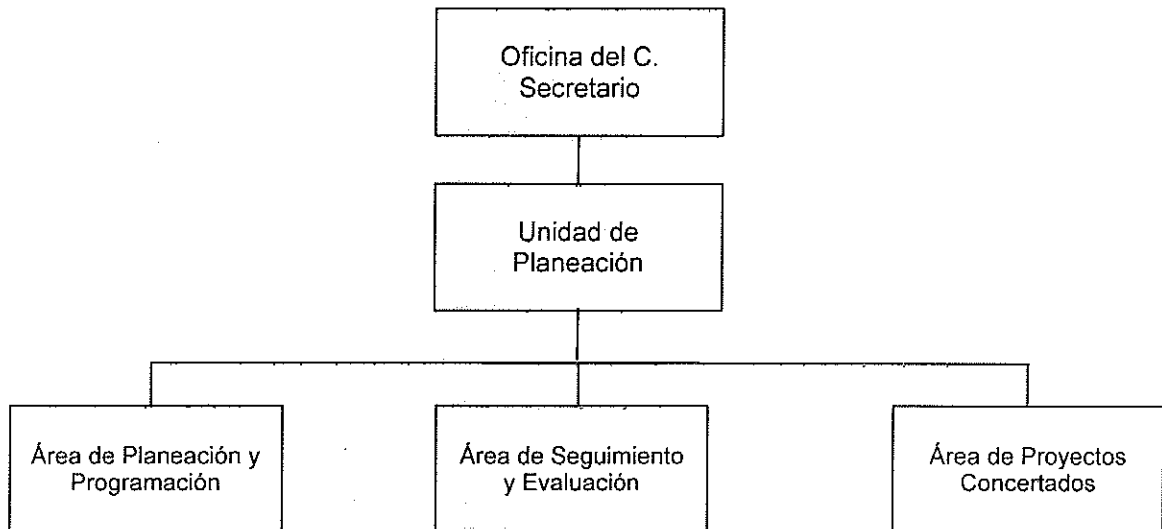 Oficina del C.
Secretario
Unidad de
Planeación
Área de Planeación y
Programación
Área de Seguimiento
y Evaluación
Área de Proyectos
Concertados